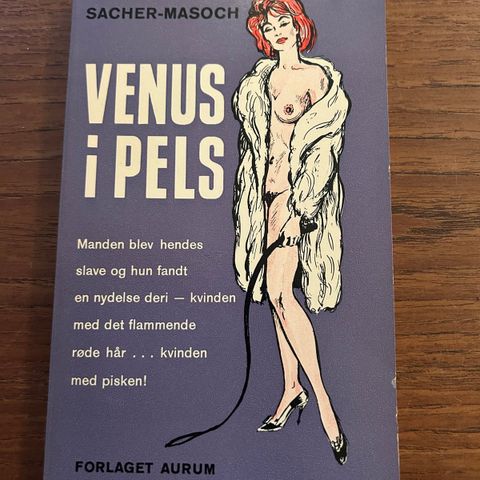 SACHER-MASOCH
VENUS
i PELS
Manden blev hendes
slave og hun fandt
en nydelse deri — kvinden
med det flammende
røde hår . . . kvinden
med pisken!
FORLAGET AURUM